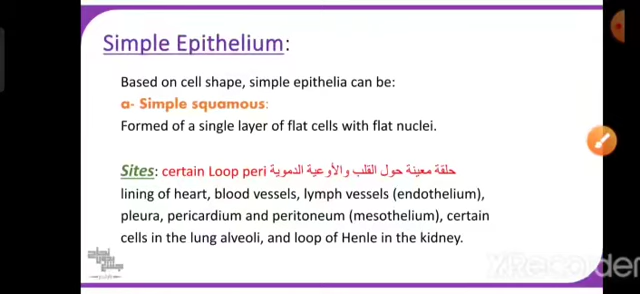 Simple Epithelium:
Based on cell shape, simple epithelia can be:
a- Simple squamous:
Formed of a single layer of flat cells with flat nuclei.
Sites: certain Loop peri حلقة معينة حول القلب والأوعية الدموية
lining of heart, blood vessels, lymph vessels (endothelium),
pleura, pericardium and peritoneum (mesothelium), certain
cells in the lung alveoli, and loop of Henle in the kidney.